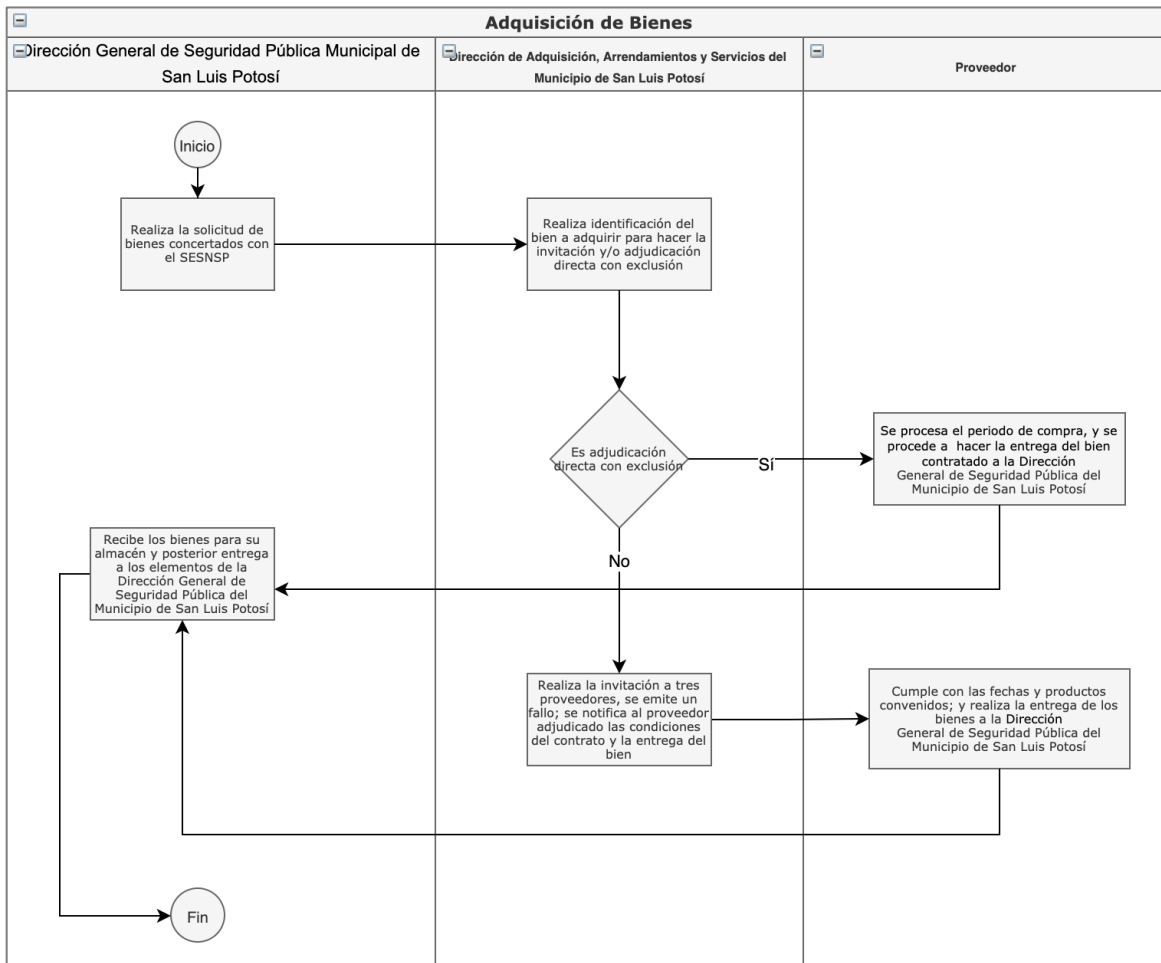 Adquisición de Bienes
Dirección General de Seguridad Pública Municipal de
San Luis Potosí
Dirección de Adquisición, Arrendamientos y Servicios del
Municipio de San Luis Potosí
Proveedor
Inicio
Realiza la solicitud de
bienes concertados con
el SESNSP
Realiza identificación del
bien a adquirir para hacer la
invitación y/o adjudicación
directa con exclusión
Es adjudicación
directa con exclusión
Sí
Se procesa el periodo de compra, y se
procede a  hacer la entrega del bien
contratado a la Dirección
General de Seguridad Pública del
Municipio de San Luis Potosí
No
Recibe los bienes para su
almacén y posterior entrega
a los elementos de la
Dirección General de
Seguridad Pública del
Municipio de San Luis Potosí
Realiza la invitación a tres
proveedores, se emite un
fallo; se notifica al proveedor
adjudicado las condiciones
del contrato y la entrega del
bien
Cumple con las fechas y productos
convenidos; y realiza la entrega de los
bienes a la Dirección
General de Seguridad Pública del
Municipio de San Luis Potosí
Fin